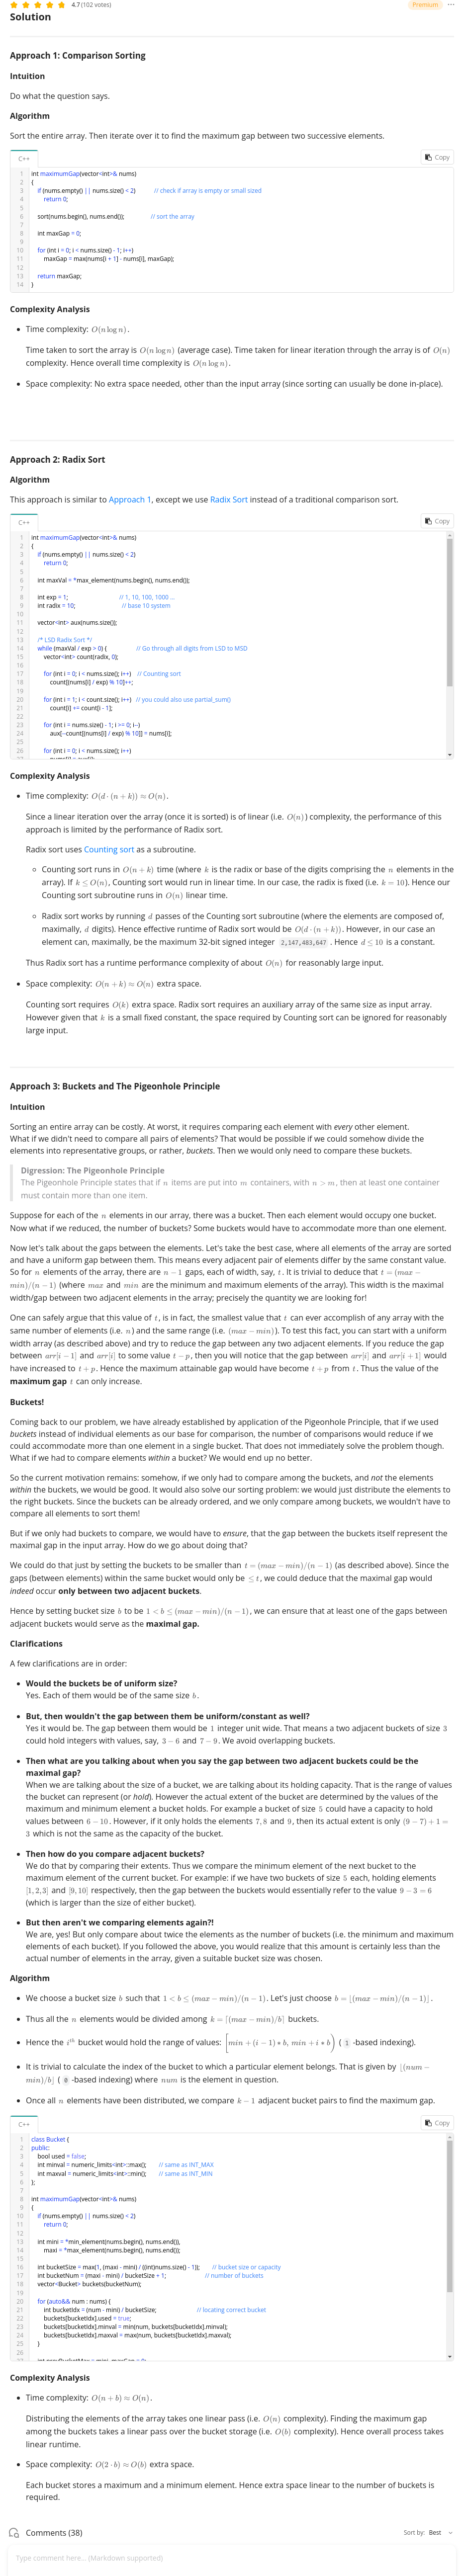 4.7 (102 votes)
Premium
Solution
Approach 1: Comparison Sorting
Intuition
Do what the question says.
Algorithm
Sort the entire array. Then iterate over it to find the maximum gap between two successive elements.
C++
Copy
1 int maximumGap(vector<int>& nums)
2 {
3 if (nums.empty() || nums.size() < 2) // check if array is empty or small sized
4 return 0;
5
6 sort(nums.begin(), nums.end()); // sort the array
7
8 int maxGap = 0;
9
10 for (int i = 0; i < nums.size() - 1; i++)
11 maxGap = max(nums[i + 1] - nums[i], maxGap);
12
13 return maxGap;
14 }
Complexity Analysis
• Time complexity: O(n log n).
Time taken to sort the array is O(n log n) (average case). Time taken for linear iteration through the array is of O(n)
complexity. Hence overall time complexity is O(n log n).
• Space complexity: No extra space needed, other than the input array (since sorting can usually be done in-place).
Approach 2: Radix Sort
Algorithm
This approach is similar to Approach 1, except we use Radix Sort instead of a traditional comparison sort.
C++
Copy
1 int maximumGap(vector<int>& nums)
2 {
3 if (nums.empty() || nums.size() < 2)
4 return 0;
5
6 int maxVal = *max_element(nums.begin(), nums.end());
7
8 int exp = 1; // 1, 10, 100, 1000 ...
9 int radix = 10; // base 10 system
10
11 vector<int> aux(nums.size());
12
13 /* LSD Radix Sort */
14 while (maxVal / exp > 0) { // Go through all digits from LSD to MSD
15 vector<int> count(radix, 0);
16
17 for (int i = 0; i < nums.size(); i++) // Counting sort
18 count[(nums[i] / exp) % 10]++;
19
20 for (int i = 1; i < count.size(); i++) // you could also use partial_sum()
21 count[i] += count[i - 1];
22
23 for (int i = nums.size() - 1; i >= 0; i--)
24 aux[--count[(nums[i] / exp) % 10]] = nums[i];
25
26 for (int i = 0; i < nums.size(); i++)
Complexity Analysis
• Time complexity: O(d · (n + k)) ≈ O(n).
Since a linear iteration over the array (once it is sorted) is of linear (i.e. O(n)) complexity, the performance of this
approach is limited by the performance of Radix sort.
Radix sort uses Counting sort as a subroutine.
◦ Counting sort runs in O(n + k) time (where k is the radix or base of the digits comprising the n elements in the
array). If k ≤ O(n), Counting sort would run in linear time. In our case, the radix is fixed (i.e. k = 10). Hence our
Counting sort subroutine runs in O(n) linear time.
◦ Radix sort works by running d passes of the Counting sort subroutine (where the elements are composed of,
maximally, d digits). Hence effective runtime of Radix sort would be O(d · (n + k)). However, in our case an
element can, maximally, be the maximum 32-bit signed integer 2,147,483,647 . Hence d ≤ 10 is a constant.
Thus Radix sort has a runtime performance complexity of about O(n) for reasonably large input.
• Space complexity: O(n + k) ≈ O(n) extra space.
Counting sort requires O(k) extra space. Radix sort requires an auxiliary array of the same size as input array.
However given that k is a small fixed constant, the space required by Counting sort can be ignored for reasonably
large input.
Approach 3: Buckets and The Pigeonhole Principle
Intuition
Sorting an entire array can be costly. At worst, it requires comparing each element with every other element.
What if we didn't need to compare all pairs of elements? That would be possible if we could somehow divide the
elements into representative groups, or rather, buckets. Then we would only need to compare these buckets.
Digression: The Pigeonhole Principle
The Pigeonhole Principle states that if n items are put into m containers, with n > m, then at least one container
must contain more than one item.
Suppose for each of the n elements in our array, there was a bucket. Then each element would occupy one bucket.
Now what if we reduced, the number of buckets? Some buckets would have to accommodate more than one element.
Now let's talk about the gaps between the elements. Let's take the best case, where all elements of the array are sorted
and have a uniform gap between them. This means every adjacent pair of elements differ by the same constant value.
So for n elements of the array, there are n − 1 gaps, each of width, say, t. It is trivial to deduce that t = (max −
min)/(n − 1) (where max and min are the minimum and maximum elements of the array). This width is the maximal
width/gap between two adjacent elements in the array; precisely the quantity we are looking for!
One can safely argue that this value of t, is in fact, the smallest value that t can ever accomplish of any array with the
same number of elements (i.e. n) and the same range (i.e. (max − min)). To test this fact, you can start with a uniform
width array (as described above) and try to reduce the gap between any two adjacent elements. If you reduce the gap
between arr[i − 1] and arr[i] to some value t − p, then you will notice that the gap between arr[i] and arr[i + 1] would
have increased to t + p. Hence the maximum attainable gap would have become t + p from t. Thus the value of the
maximum gap t can only increase.
Buckets!
Coming back to our problem, we have already established by application of the Pigeonhole Principle, that if we used
buckets instead of individual elements as our base for comparison, the number of comparisons would reduce if we
could accommodate more than one element in a single bucket. That does not immediately solve the problem though.
What if we had to compare elements within a bucket? We would end up no better.
So the current motivation remains: somehow, if we only had to compare among the buckets, and not the elements
within the buckets, we would be good. It would also solve our sorting problem: we would just distribute the elements to
the right buckets. Since the buckets can be already ordered, and we only compare among buckets, we wouldn't have to
compare all elements to sort them!
But if we only had buckets to compare, we would have to ensure, that the gap between the buckets itself represent the
maximal gap in the input array. How do we go about doing that?
We could do that just by setting the buckets to be smaller than t = (max − min)/(n − 1) (as described above). Since the
gaps (between elements) within the same bucket would only be ≤ t, we could deduce that the maximal gap would
indeed occur only between two adjacent buckets.
Hence by setting bucket size b to be 1 < b ≤ (max − min)/(n − 1), we can ensure that at least one of the gaps between
adjacent buckets would serve as the maximal gap.
Clarifications
A few clarifications are in order:
• Would the buckets be of uniform size?
Yes. Each of them would be of the same size b.
• But, then wouldn't the gap between them be uniform/constant as well?
Yes it would be. The gap between them would be 1 integer unit wide. That means a two adjacent buckets of size 3
could hold integers with values, say, 3 − 6 and 7 − 9. We avoid overlapping buckets.
• Then what are you talking about when you say the gap between two adjacent buckets could be the
maximal gap?
When we are talking about the size of a bucket, we are talking about its holding capacity. That is the range of values
the bucket can represent (or hold). However the actual extent of the bucket are determined by the values of the
maximum and minimum element a bucket holds. For example a bucket of size 5 could have a capacity to hold
values between 6 − 10. However, if it only holds the elements 7, 8 and 9, then its actual extent is only (9 − 7) + 1 =
3 which is not the same as the capacity of the bucket.
• Then how do you compare adjacent buckets?
We do that by comparing their extents. Thus we compare the minimum element of the next bucket to the
maximum element of the current bucket. For example: if we have two buckets of size 5 each, holding elements
[1, 2, 3] and [9, 10] respectively, then the gap between the buckets would essentially refer to the value 9 − 3 = 6
(which is larger than the size of either bucket).
• But then aren't we comparing elements again?!
We are, yes! But only compare about twice the elements as the number of buckets (i.e. the minimum and maximum
elements of each bucket). If you followed the above, you would realize that this amount is certainly less than the
actual number of elements in the array, given a suitable bucket size was chosen.
Algorithm
• We choose a bucket size b such that 1 < b ≤ (max − min)/(n − 1). Let's just choose b = ⌊(max − min)/(n − 1)⌋.
• Thus all the n elements would be divided among k = ⌈(max − min)/b⌉ buckets.
• Hence the iᵗʰ bucket would hold the range of values: [min + (i − 1) ∗ b, min + i ∗ b) ( 1 -based indexing).
• It is trivial to calculate the index of the bucket to which a particular element belongs. That is given by ⌊(num −
min)/b⌋ ( 0 -based indexing) where num is the element in question.
• Once all n elements have been distributed, we compare k − 1 adjacent bucket pairs to find the maximum gap.
C++
Copy
1 class Bucket {
2 public:
3 bool used = false;
4 int minval = numeric_limits<int>::max(); // same as INT_MAX
5 int maxval = numeric_limits<int>::min(); // same as INT_MIN
6 };
7
8 int maximumGap(vector<int>& nums)
9 {
10 if (nums.empty() || nums.size() < 2)
11 return 0;
12
13 int mini = *min_element(nums.begin(), nums.end()),
14 maxi = *max_element(nums.begin(), nums.end());
15
16 int bucketSize = max(1, (maxi - mini) / ((int)nums.size() - 1)); // bucket size or capacity
17 int bucketNum = (maxi - mini) / bucketSize + 1; // number of buckets
18 vector<Bucket> buckets(bucketNum);
19
20 for (auto&& num : nums) {
21 int bucketIdx = (num - mini) / bucketSize; // locating correct bucket
22 buckets[bucketIdx].used = true;
23 buckets[bucketIdx].minval = min(num, buckets[bucketIdx].minval);
24 buckets[bucketIdx].maxval = max(num, buckets[bucketIdx].maxval);
25 }
26
Complexity Analysis
• Time complexity: O(n + b) ≈ O(n).
Distributing the elements of the array takes one linear pass (i.e. O(n) complexity). Finding the maximum gap
among the buckets takes a linear pass over the bucket storage (i.e. O(b) complexity). Hence overall process takes
linear runtime.
• Space complexity: O(2 · b) ≈ O(b) extra space.
Each bucket stores a maximum and a minimum element. Hence extra space linear to the number of buckets is
required.
Comments (38)
Sort by: Best
Type comment here... (Markdown supported)